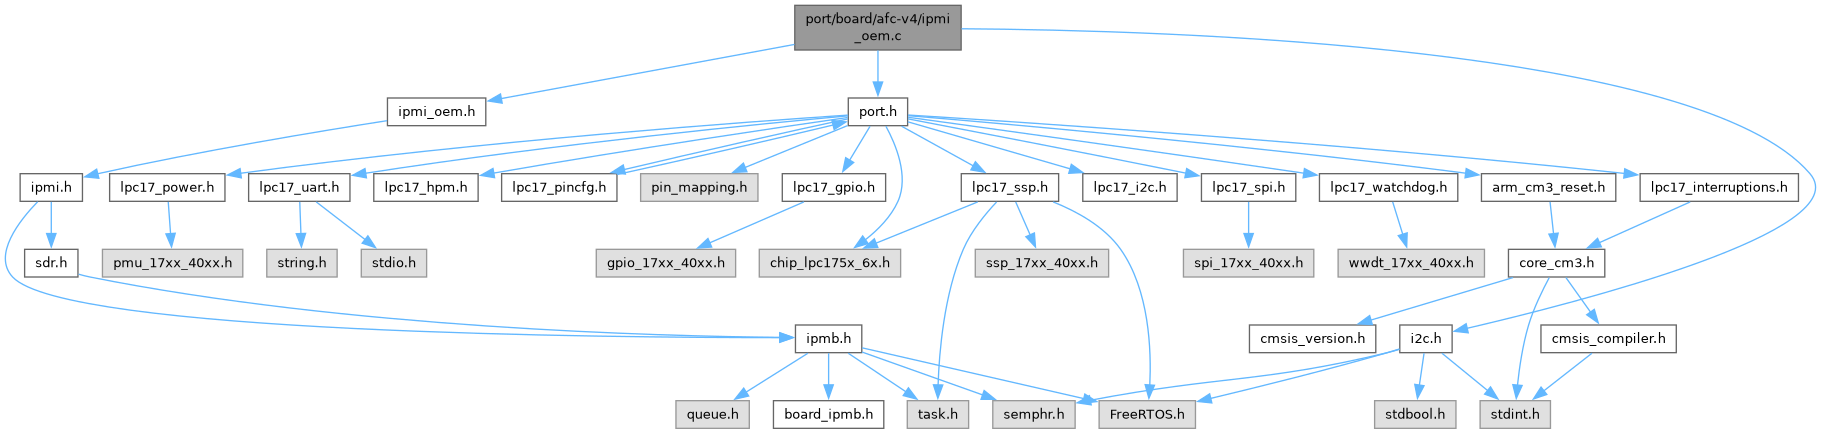 port/board/afc-v4/ipmi
_oem.c
ipmi_oem.h
port.h
ipmi.h
lpc17_power.h
lpc17_uart.h
lpc17_hpm.h
lpc17_pincfg.h
pin_mapping.h
lpc17_gpio.h
lpc17_ssp.h
lpc17_i2c.h
lpc17_spi.h
lpc17_watchdog.h
arm_cm3_reset.h
lpc17_interruptions.h
sdr.h
pmu_17xx_40xx.h
string.h
stdio.h
gpio_17xx_40xx.h
chip_lpc175x_6x.h
ssp_17xx_40xx.h
spi_17xx_40xx.h
wwdt_17xx_40xx.h
core_cm3.h
ipmb.h
cmsis_version.h
i2c.h
cmsis_compiler.h
queue.h
board_ipmb.h
task.h
semphr.h
FreeRTOS.h
stdbool.h
stdint.h